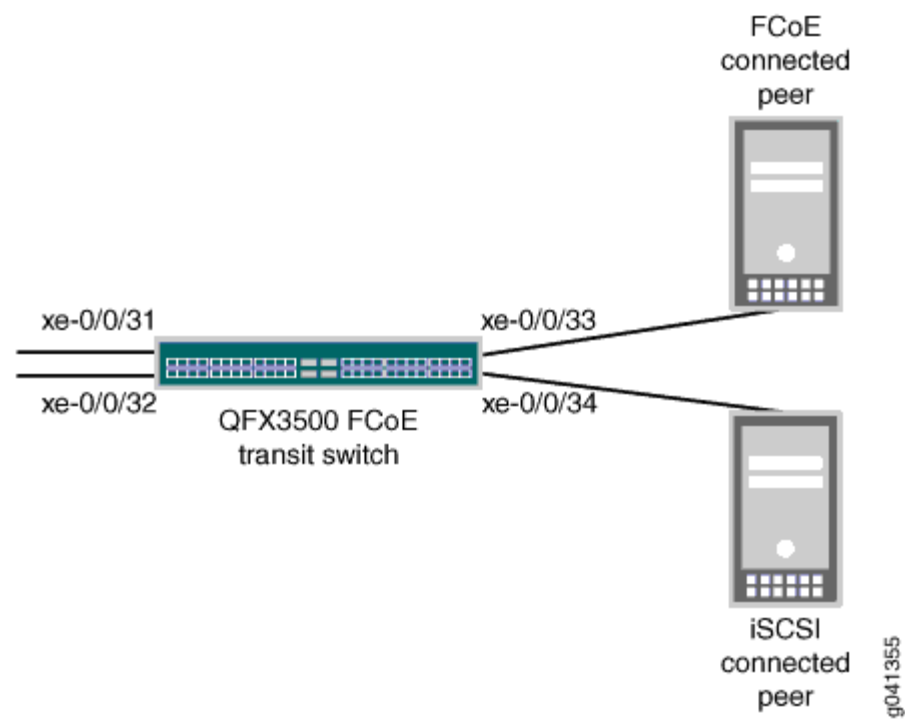 FCoE
connected
peer
xe-0/0/31
xe-0/0/33
xe-0/0/32
xe-0/0/34
QFX3500 FCoE
transit switch
iSCSI
connected
peer
g041355